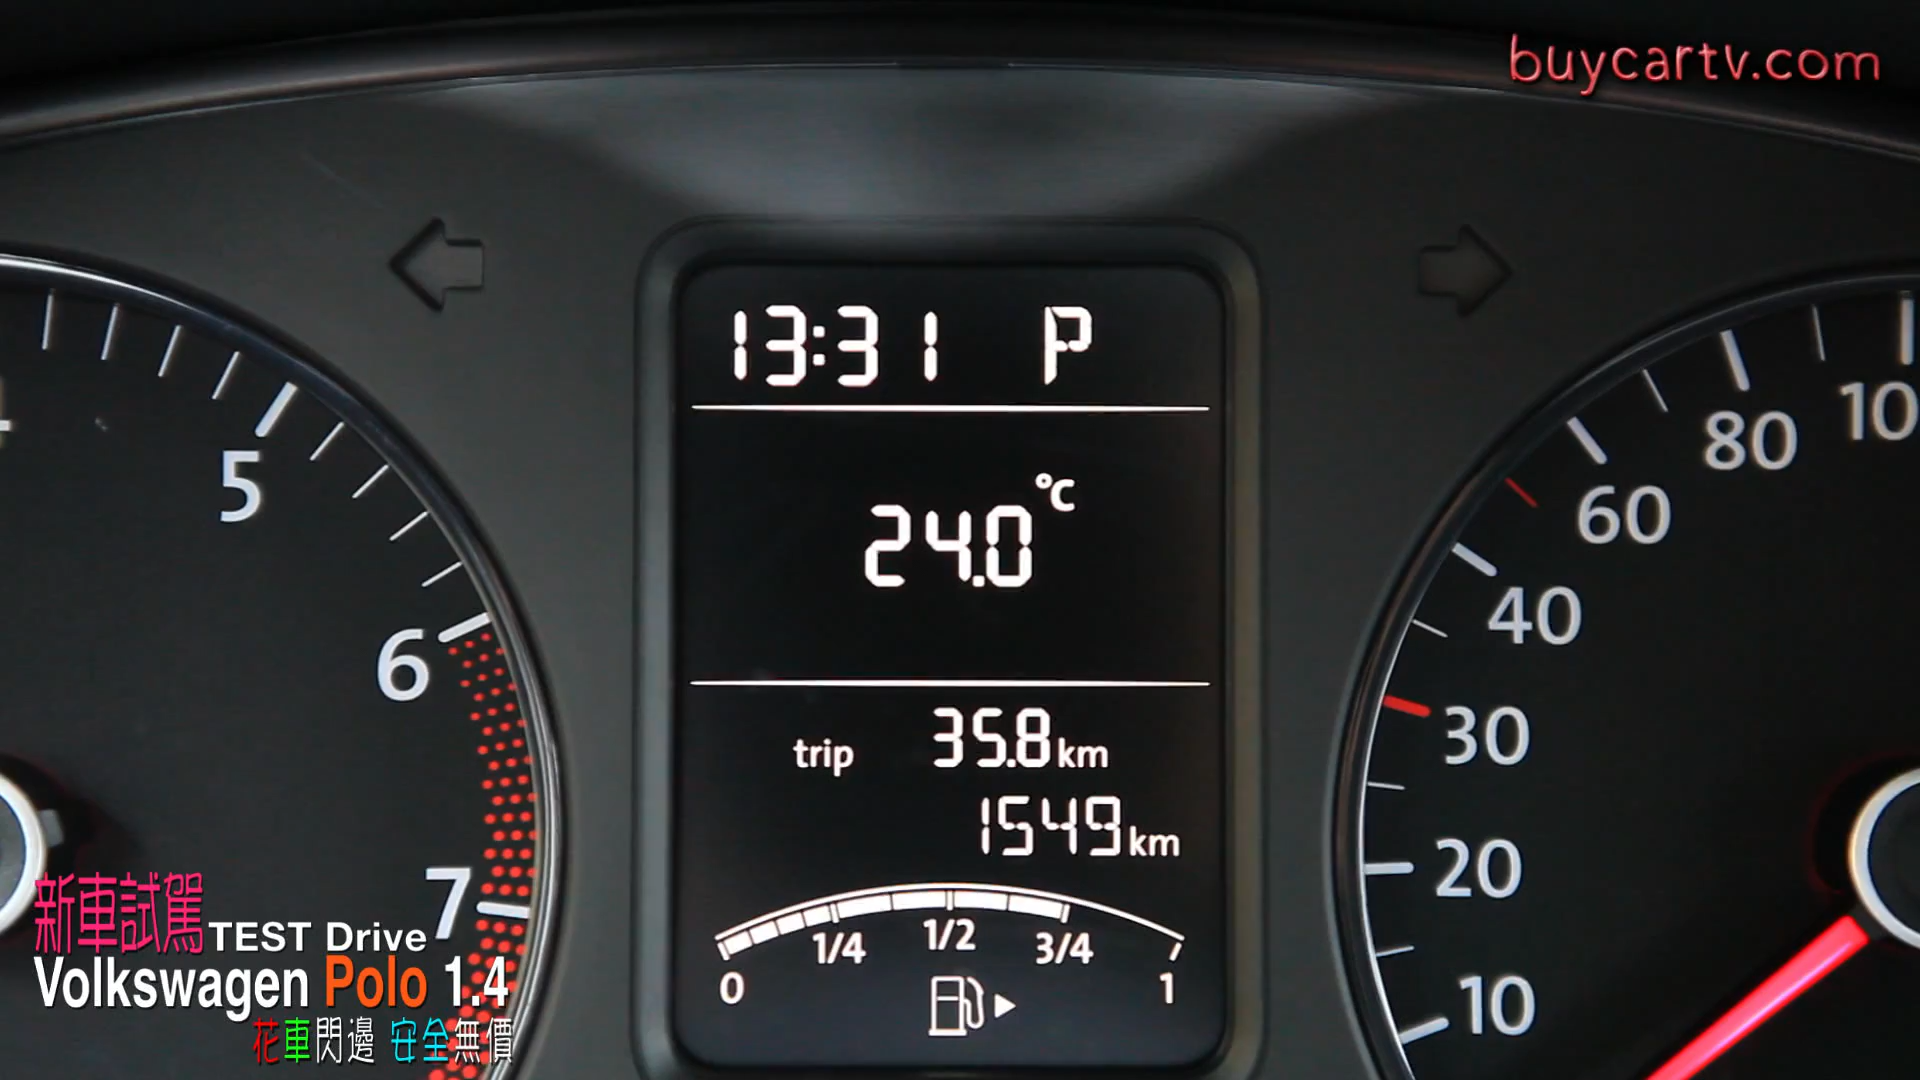 buycartv.com
13:31 P
24.0 °C
trip 35.8 km
1549 km
0 1/4 1/2 3/4 1
5
6
7
80
60
40
30
20
10
新車試駕 TEST Drive
Volkswagen Polo 1.4
花車閃邊 安全無價